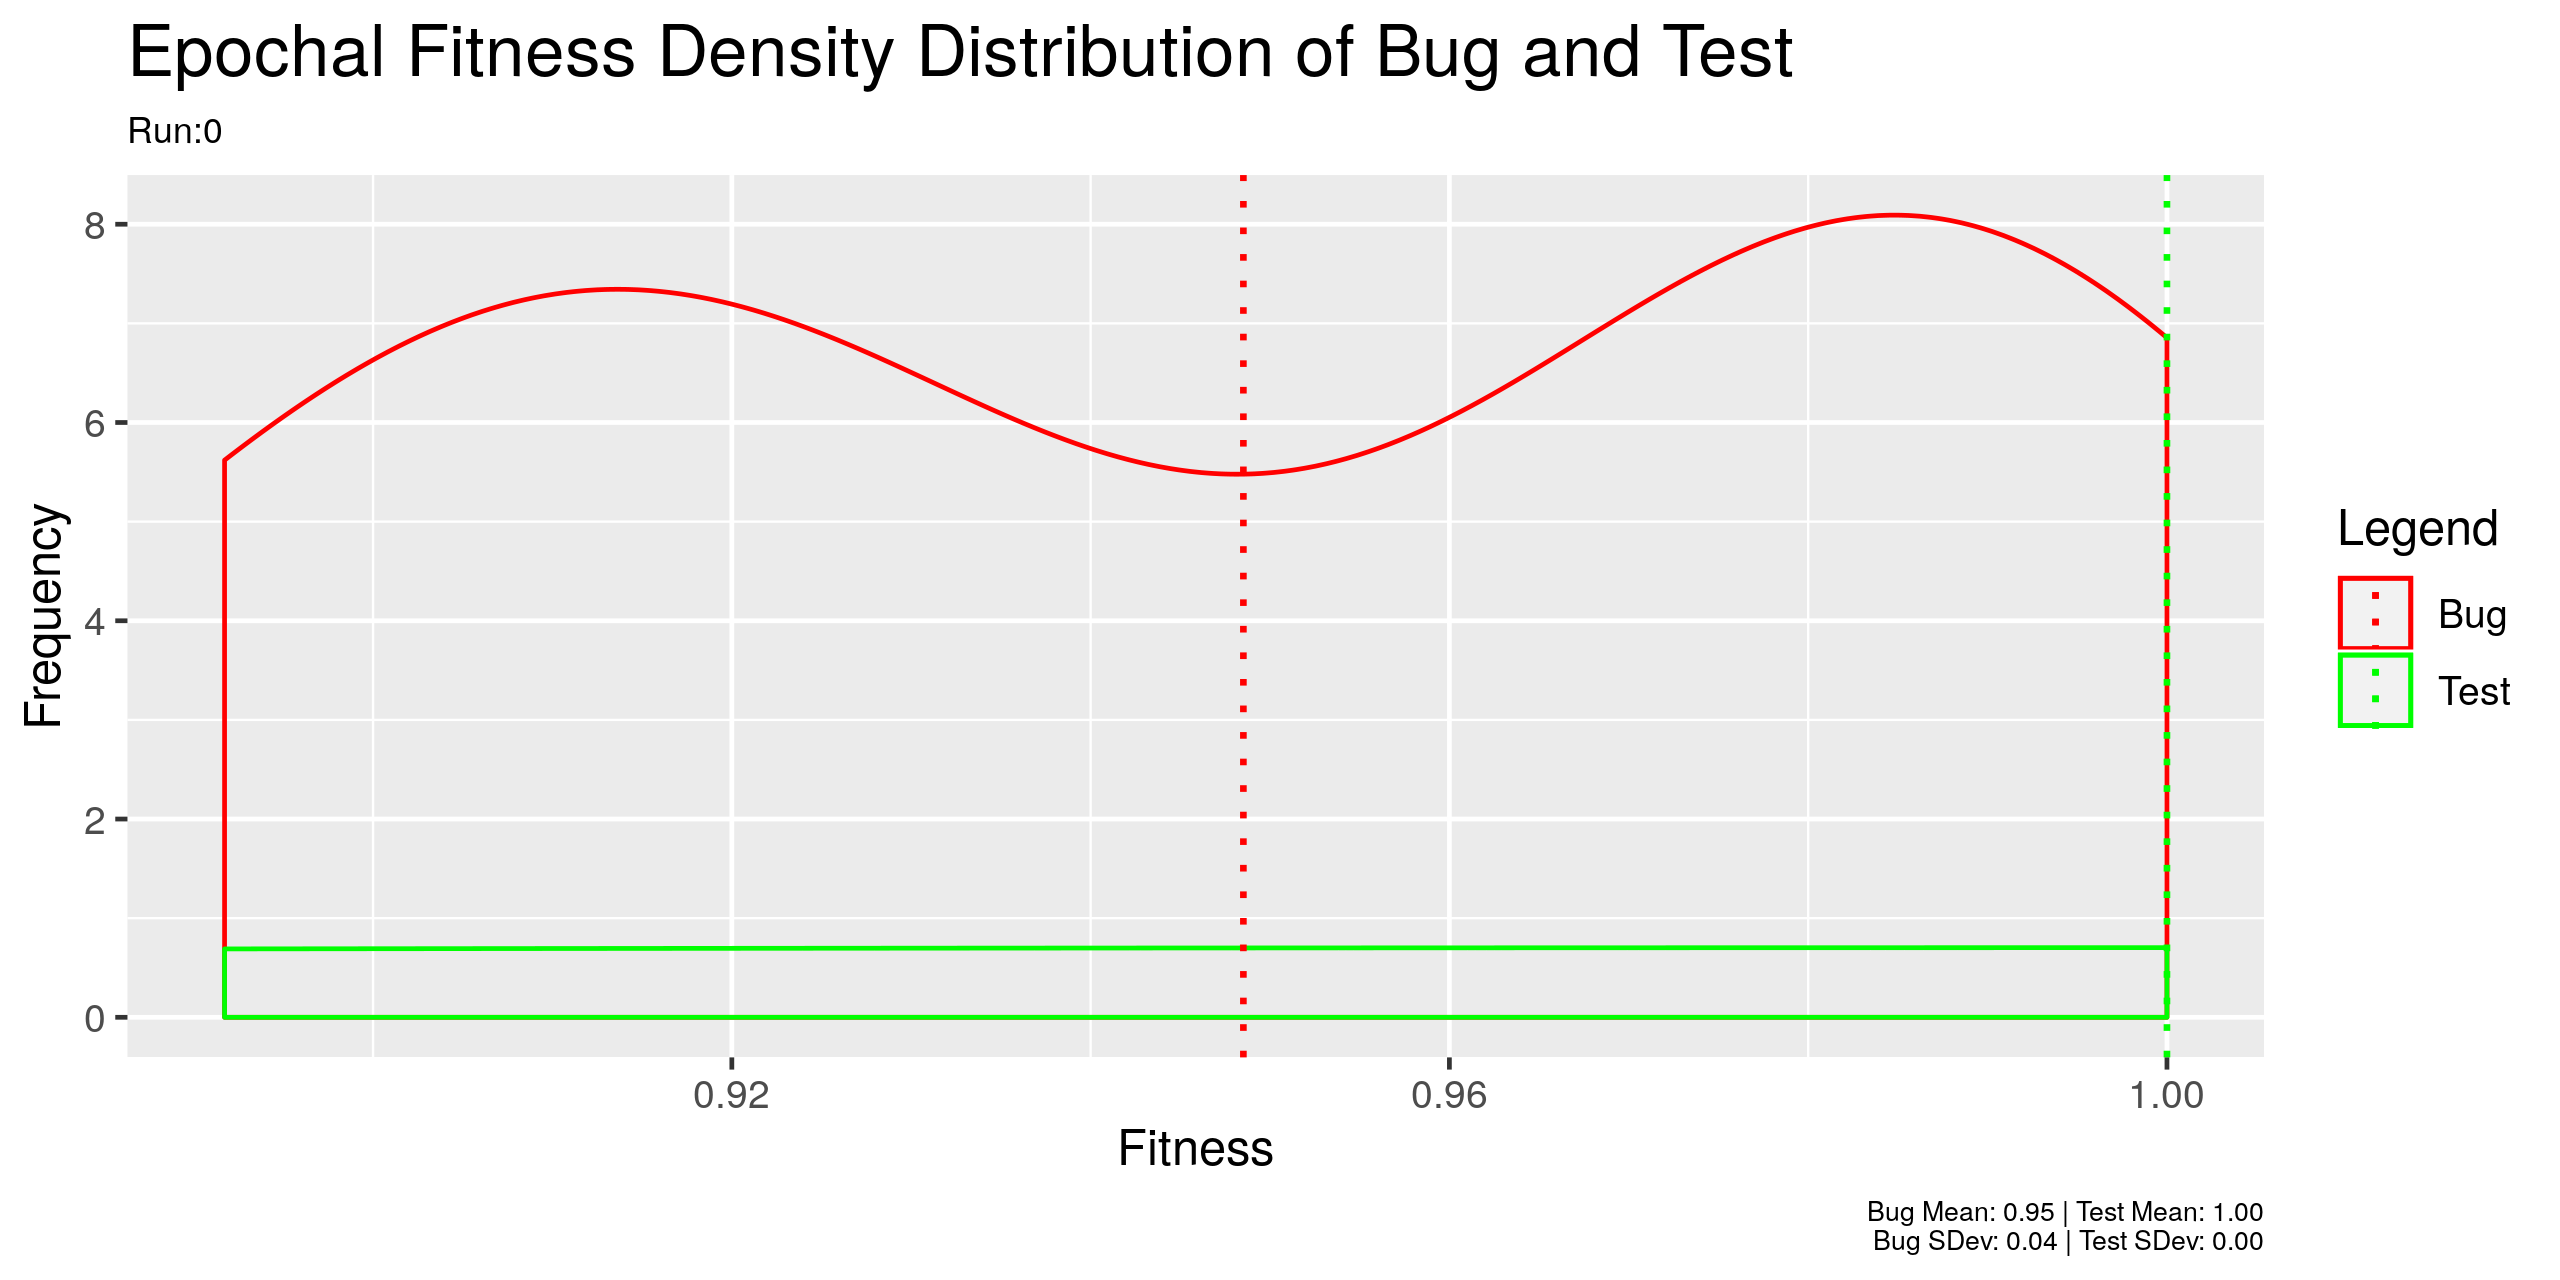 Epochal Fitness Density Distribution of Bug and Test
Run:0
8
6
4
2
0
Frequency
0.92 0.96 1.00
Fitness
Legend
Bug
Test
Bug Mean: 0.95 | Test Mean: 1.00
Bug SDev: 0.04 | Test SDev: 0.00